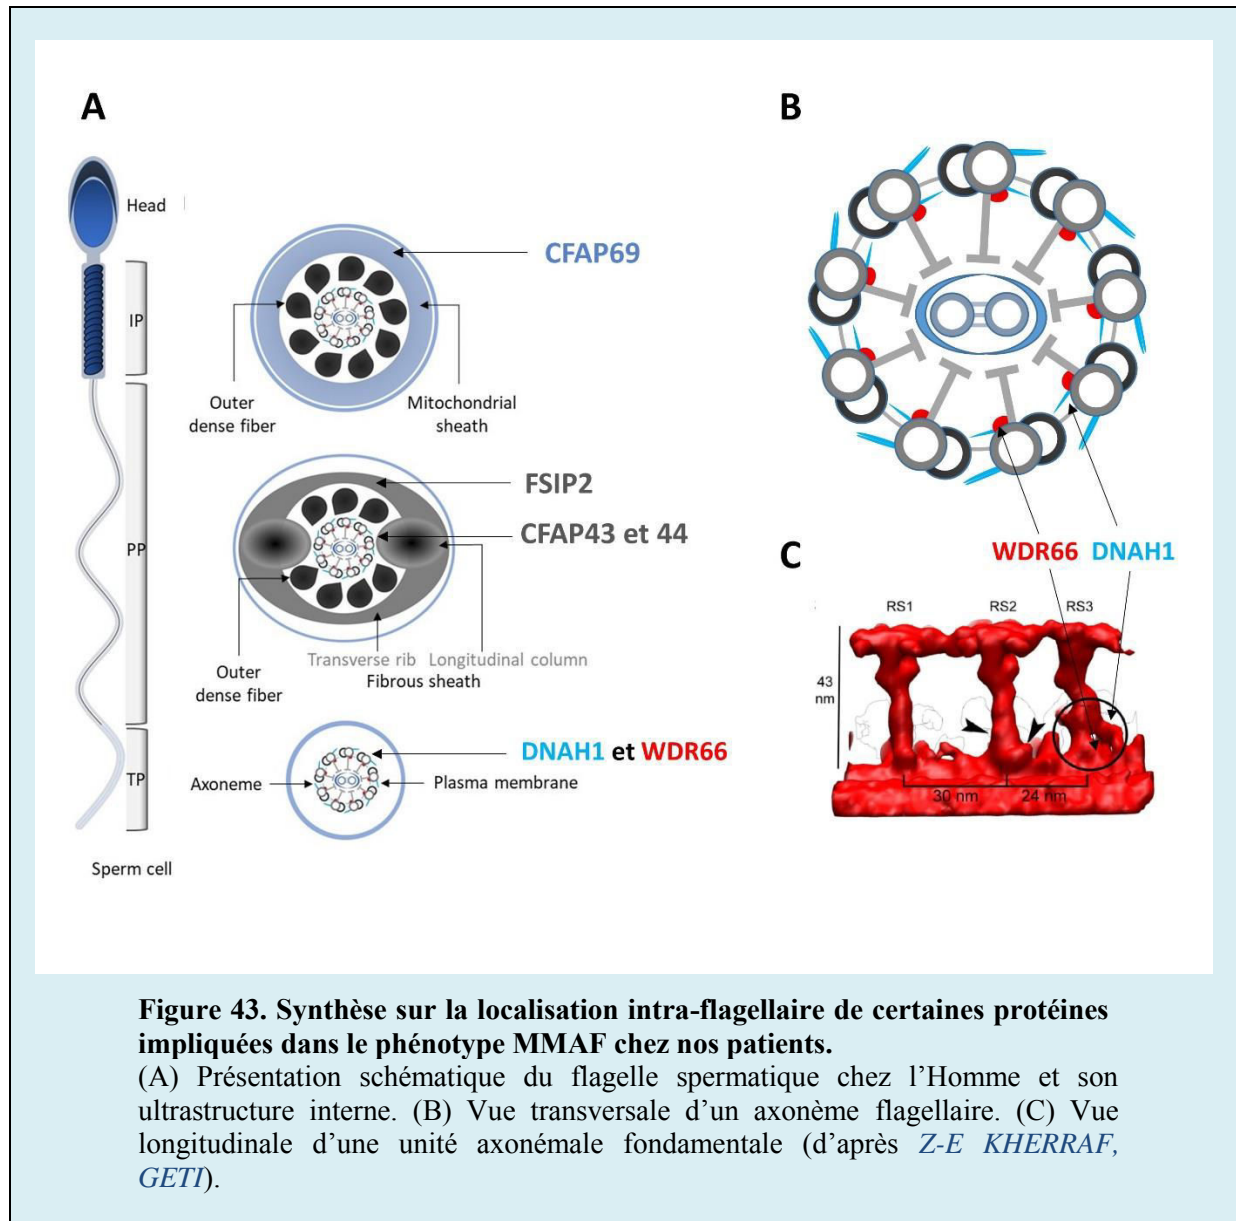 A
Head
IP
CFAP69
Outer
dense fiber
Mitochondrial
sheath
PP
FSIP2
CFAP43 et 44
Outer
dense fiber
Transverse rib Longitudinal column
Fibrous sheath
TP
DNAH1 et WDR66
Axoneme
Plasma membrane
Sperm cell
B
WDR66 DNAH1
C
RS1 RS2 RS3
43
nm
30 nm 24 nm
Figure 43. Synthèse sur la localisation intra-flagellaire de certaines protéines
impliquées dans le phénotype MMAF chez nos patients.
(A) Présentation schématique du flagelle spermatique chez l’Homme et son
ultrastructure interne. (B) Vue transversale d’un axonème flagellaire. (C) Vue
longitudinale d’une unité axonémale fondamentale (d’après Z-E KHERRAF,
GETI).